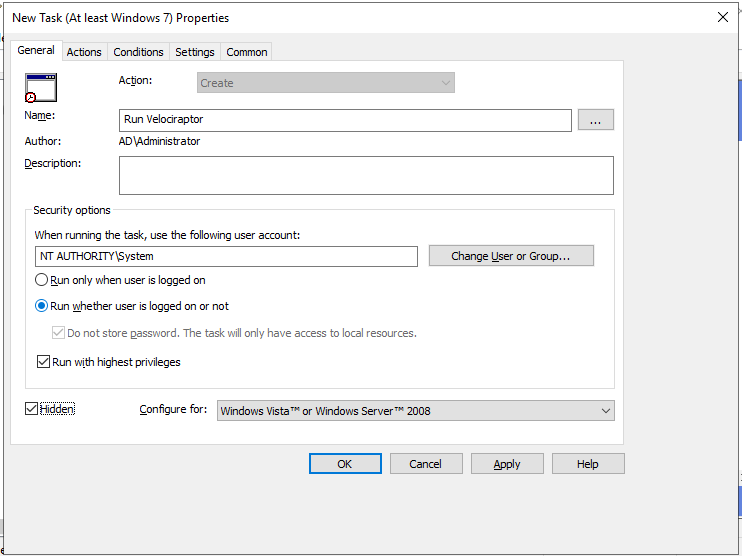 New Task (At least Windows 7) Properties
General Actions Conditions Settings Common
Action: Create
Name: Run Velociraptor ...
Author: AD\Administrator
Description:
Security options
When running the task, use the following user account:
NT AUTHORITY\System Change User or Group...
Run only when user is logged on
Run whether user is logged on or not
Do not store password. The task will only have access to local resources.
Run with highest privileges
Hidden Configure for: Windows Vista™ or Windows Server™ 2008
OK Cancel Apply Help